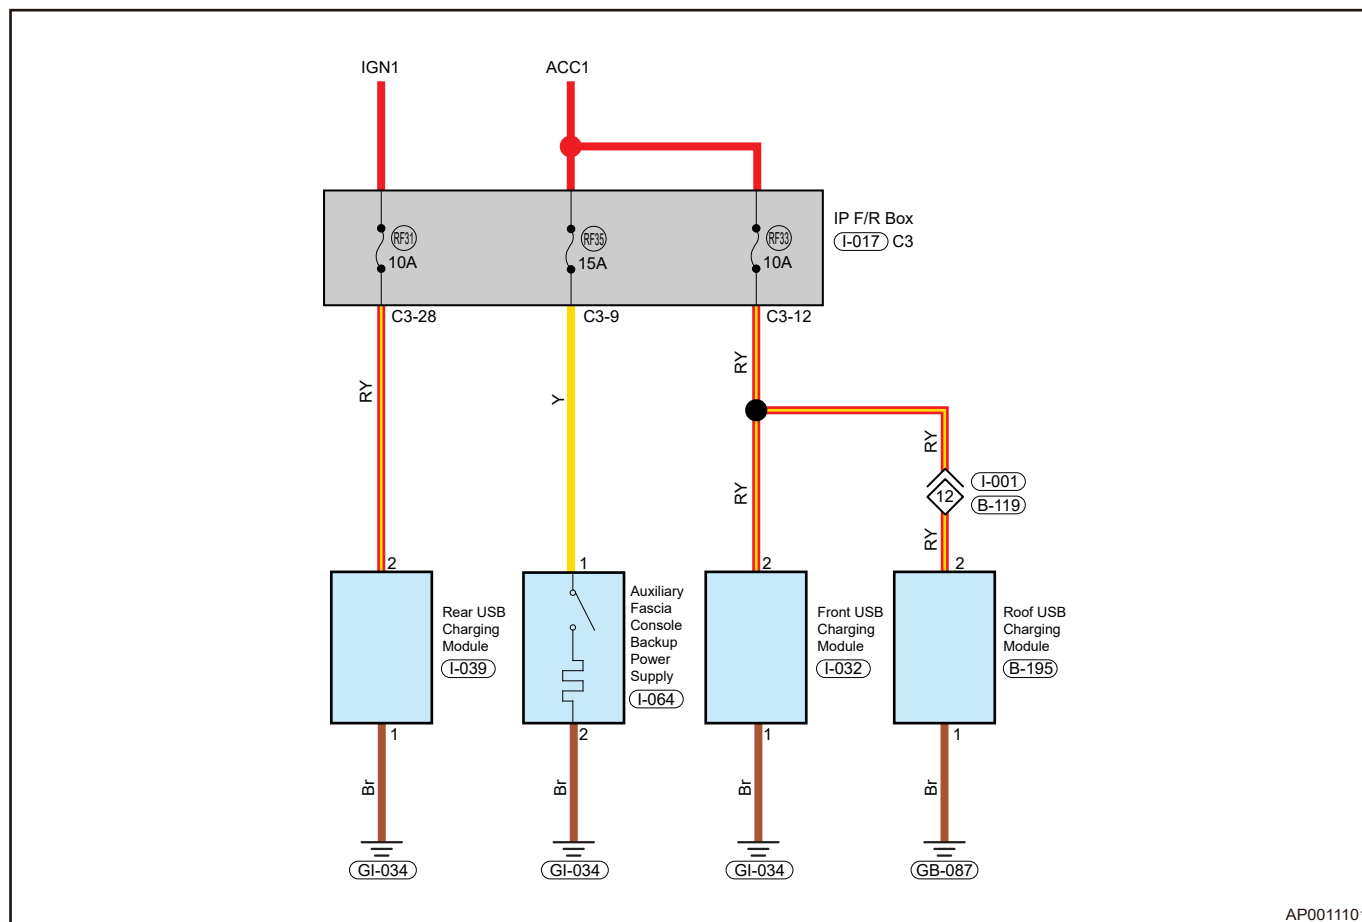 IGN1
ACC1
RF31
10A
RF35
15A
RF33
10A
IP F/R Box
I-017 C3
C3-28
C3-9
C3-12
RY
Y
RY
RY
RY
RY
12
I-001
B-119
2
1
2
2
Rear USB
Charging
Module
I-039
Auxiliary
Fascia
Console
Backup
Power
Supply
I-064
Front USB
Charging
Module
I-032
Roof USB
Charging
Module
B-195
1
2
1
1
Br
Br
Br
Br
GI-034
GI-034
GI-034
GB-087
AP0011101